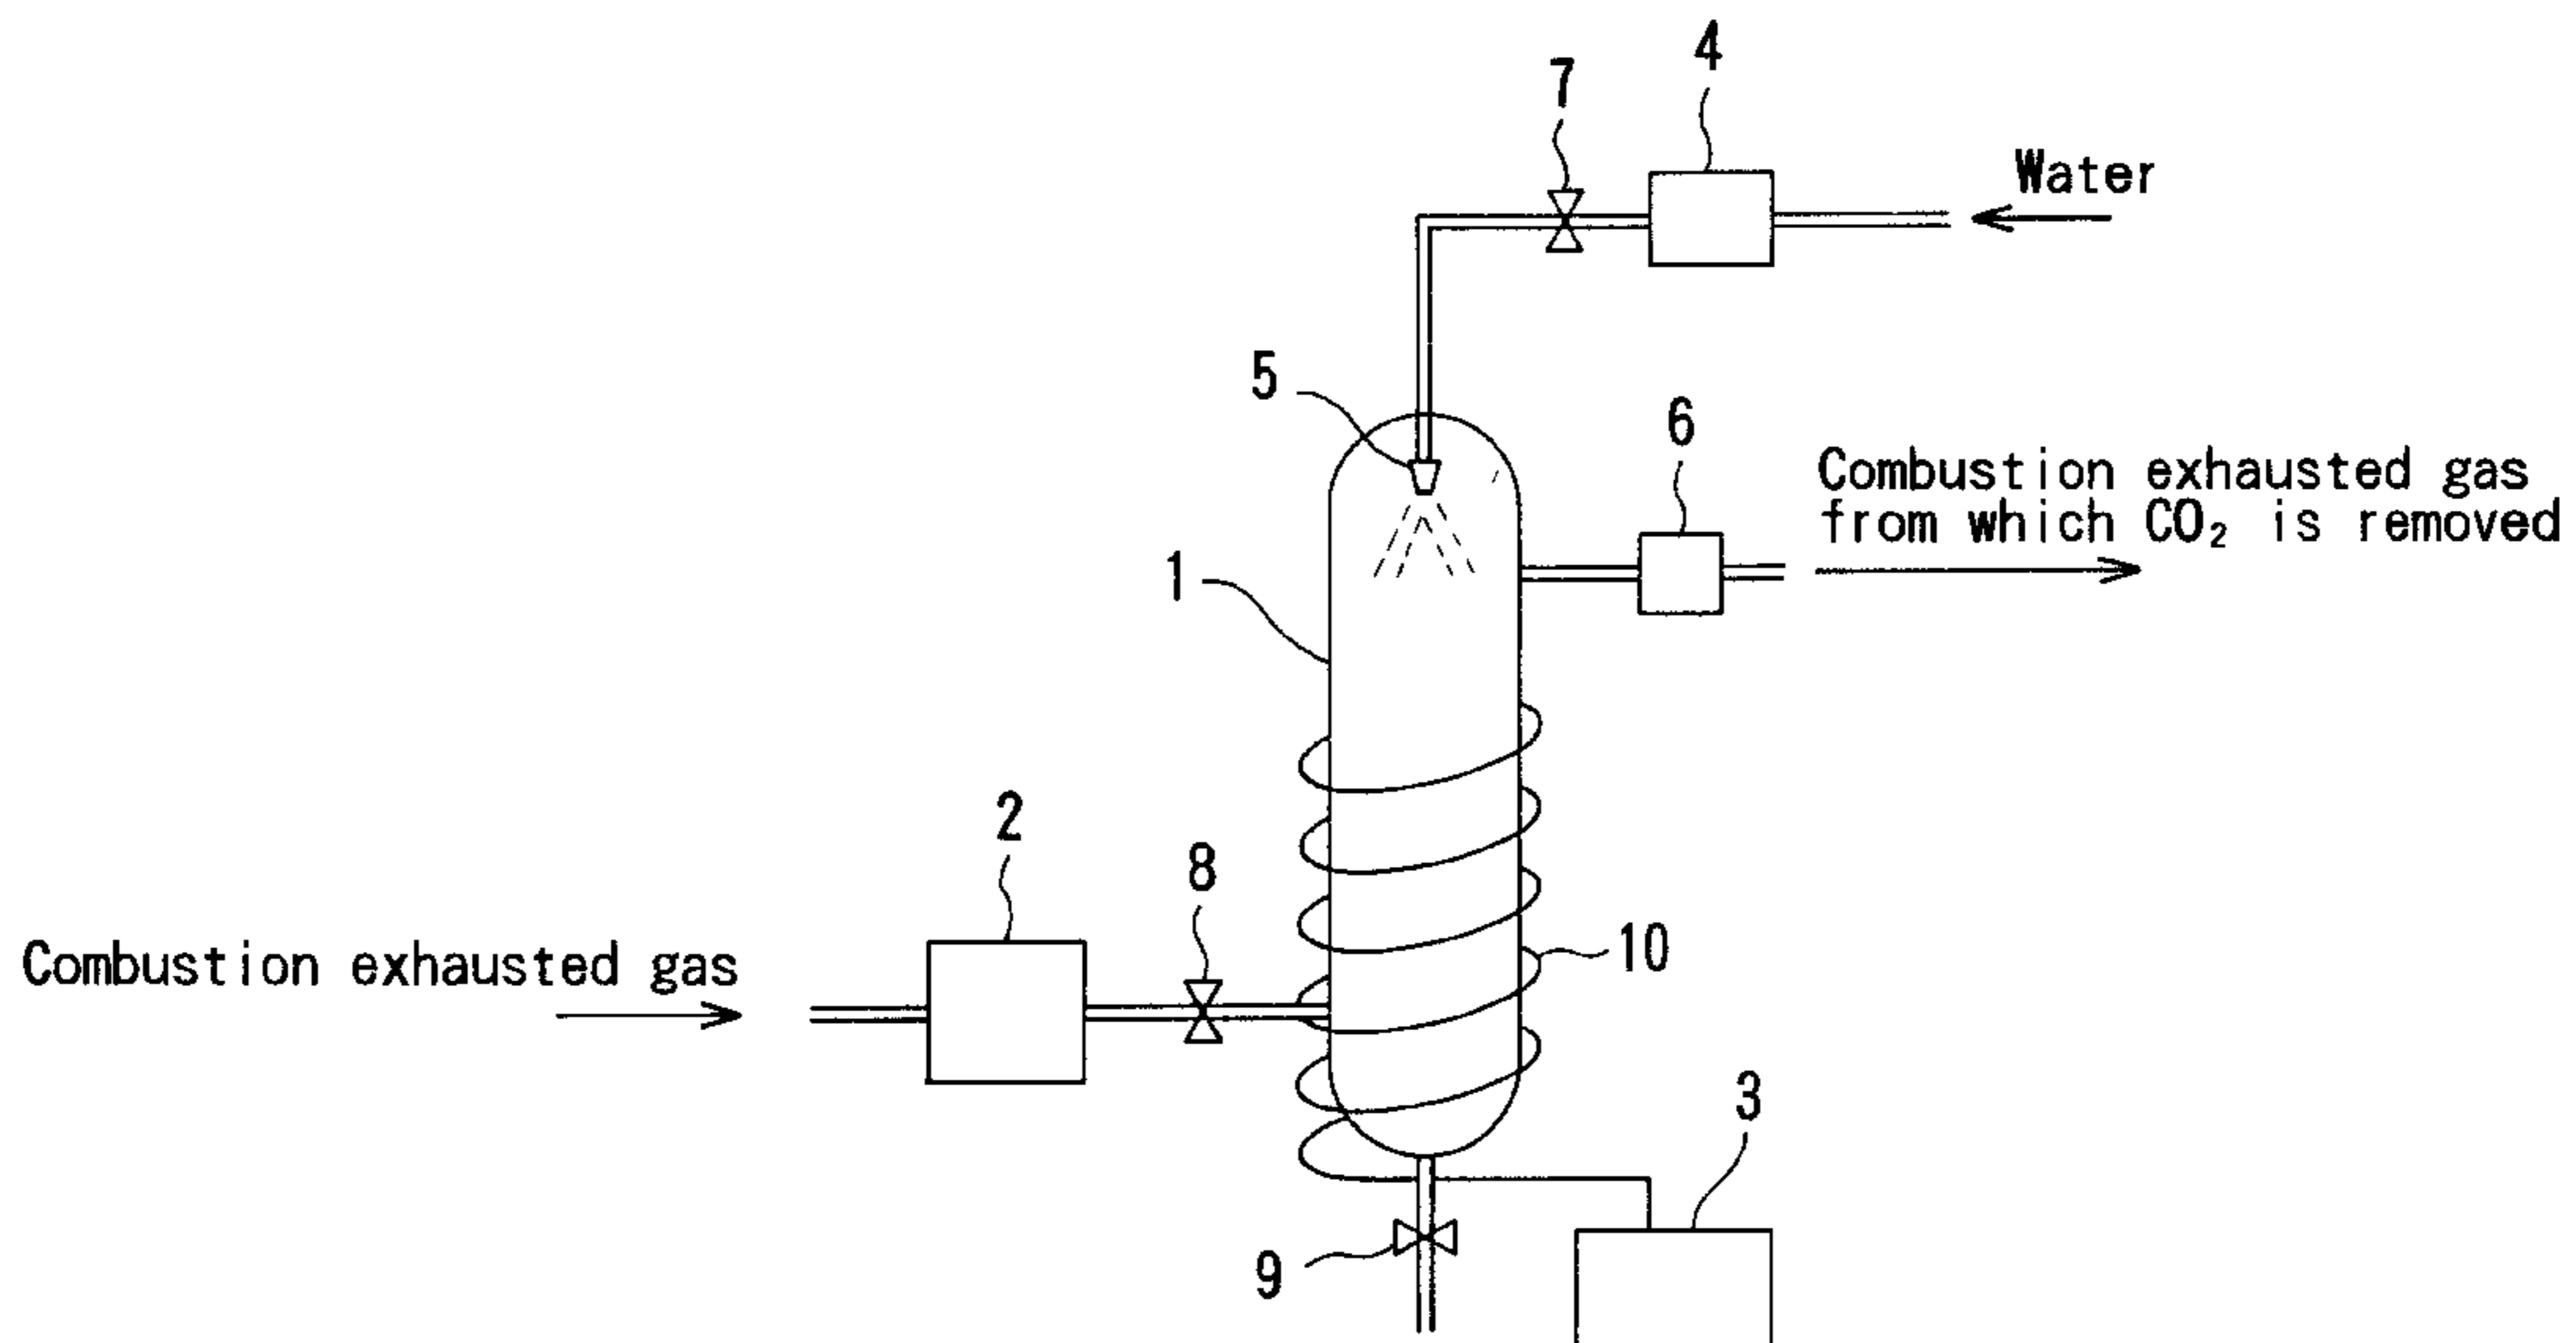 4
7
Water
5
6
Combustion exhausted gas
from which CO₂ is removed
1
2
8
10
Combustion exhausted gas
3
9